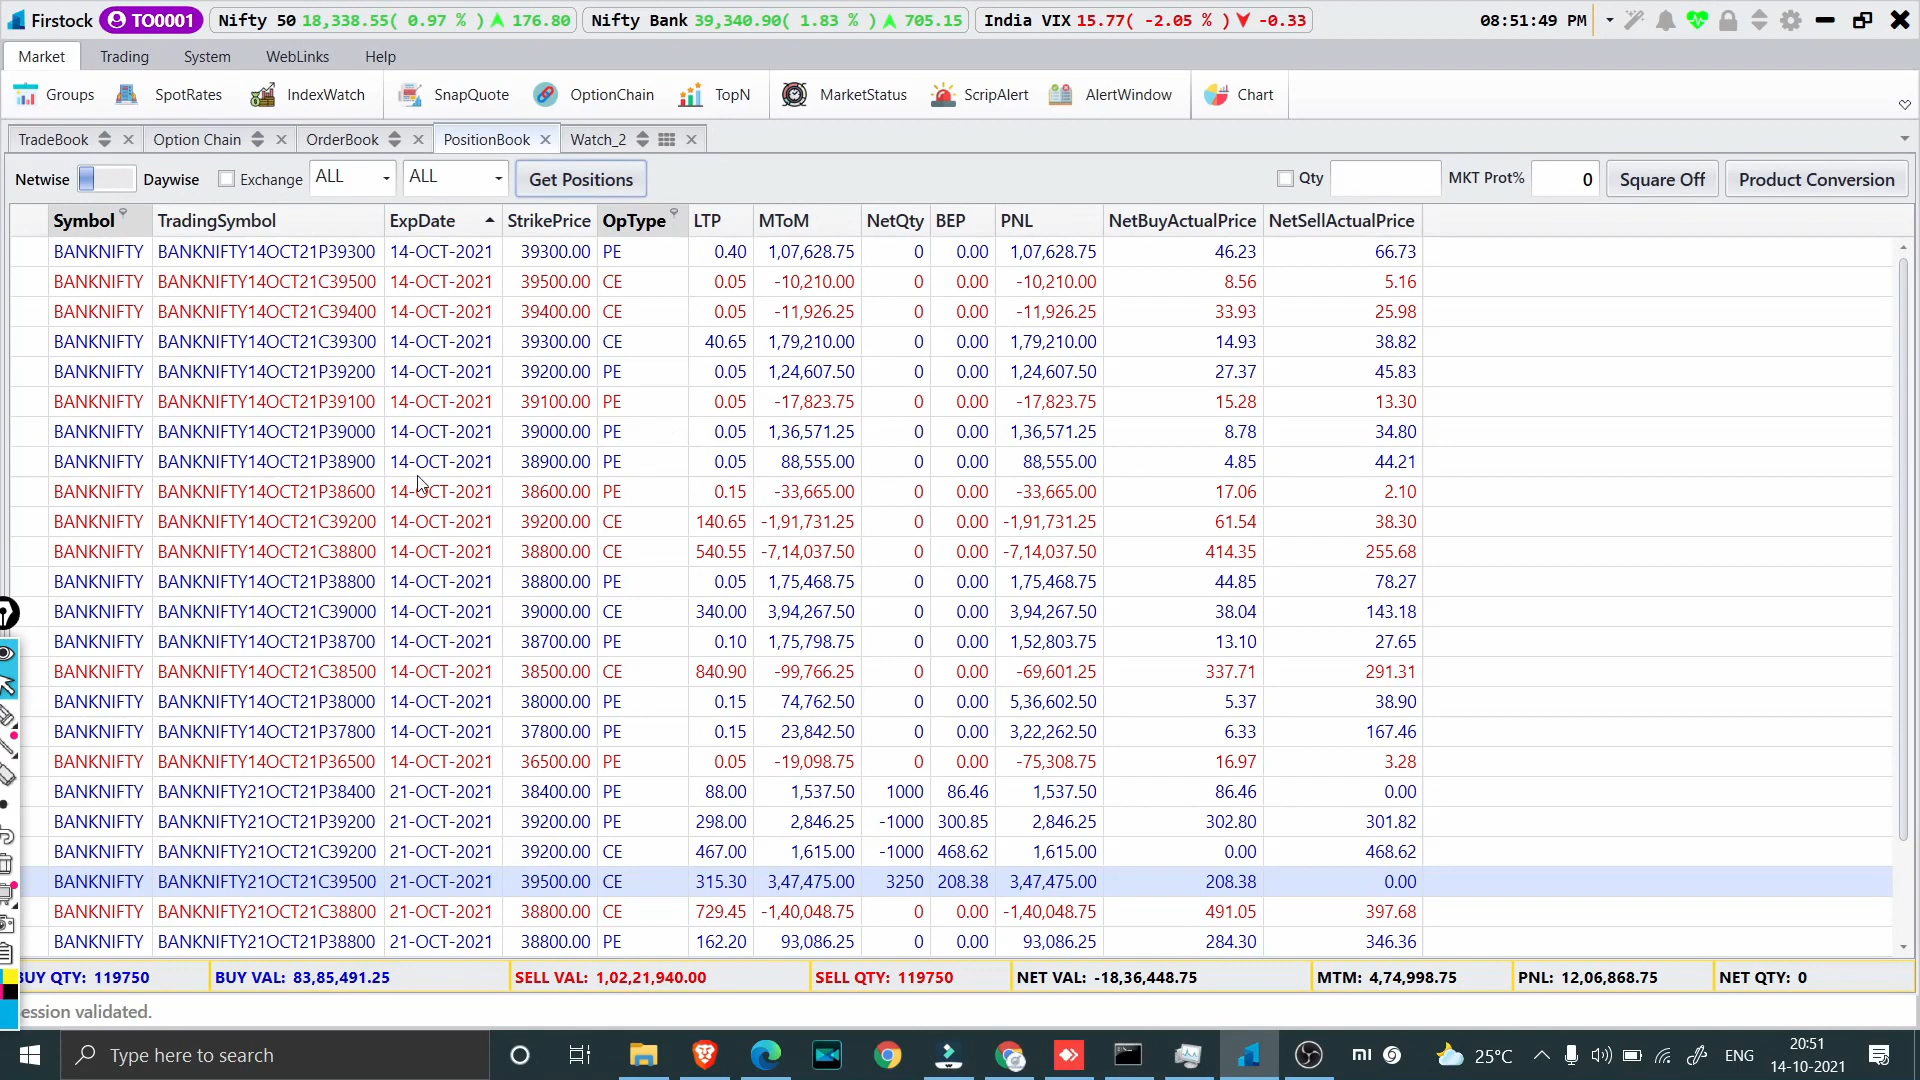 Firstock TO0001 Nifty 50 18,338.55( 0.97 % ) 176.80 Nifty Bank 39,340.90( 1.83 % ) 705.15 India VIX 15.77( -2.05 % ) -0.33 08:51:49 PM
Market Trading System WebLinks Help
Groups SpotRates IndexWatch SnapQuote OptionChain TopN MarketStatus ScripAlert AlertWindow Chart
TradeBook Option Chain OrderBook PositionBook Watch_2
Netwise Daywise Exchange ALL ALL Get Positions Qty MKT Prot% 0 Square Off Product Conversion
Symbol TradingSymbol ExpDate StrikePrice OpType LTP MToM NetQty BEP PNL NetBuyActualPrice NetSellActualPrice
BANKNIFTY BANKNIFTY14OCT21P39300 14-OCT-2021 39300.00 PE 0.40 1,07,628.75 0 0.00 1,07,628.75 46.23 66.73
BANKNIFTY BANKNIFTY14OCT21C39500 14-OCT-2021 39500.00 CE 0.05 -10,210.00 0 0.00 -10,210.00 8.56 5.16
BANKNIFTY BANKNIFTY14OCT21C39400 14-OCT-2021 39400.00 CE 0.05 -11,926.25 0 0.00 -11,926.25 33.93 25.98
BANKNIFTY BANKNIFTY14OCT21C39300 14-OCT-2021 39300.00 CE 40.65 1,79,210.00 0 0.00 1,79,210.00 14.93 38.82
BANKNIFTY BANKNIFTY14OCT21P39200 14-OCT-2021 39200.00 PE 0.05 1,24,607.50 0 0.00 1,24,607.50 27.37 45.83
BANKNIFTY BANKNIFTY14OCT21P39100 14-OCT-2021 39100.00 PE 0.05 -17,823.75 0 0.00 -17,823.75 15.28 13.30
BANKNIFTY BANKNIFTY14OCT21P39000 14-OCT-2021 39000.00 PE 0.05 1,36,571.25 0 0.00 1,36,571.25 8.78 34.80
BANKNIFTY BANKNIFTY14OCT21P38900 14-OCT-2021 38900.00 PE 0.05 88,555.00 0 0.00 88,555.00 4.85 44.21
BANKNIFTY BANKNIFTY14OCT21P38600 14-OCT-2021 38600.00 PE 0.15 -33,665.00 0 0.00 -33,665.00 17.06 2.10
BANKNIFTY BANKNIFTY14OCT21C39200 14-OCT-2021 39200.00 CE 140.65 -1,91,731.25 0 0.00 -1,91,731.25 61.54 38.30
BANKNIFTY BANKNIFTY14OCT21C38800 14-OCT-2021 38800.00 CE 540.55 -7,14,037.50 0 0.00 -7,14,037.50 414.35 255.68
BANKNIFTY BANKNIFTY14OCT21P38800 14-OCT-2021 38800.00 PE 0.05 1,75,468.75 0 0.00 1,75,468.75 44.85 78.27
BANKNIFTY BANKNIFTY14OCT21C39000 14-OCT-2021 39000.00 CE 340.00 3,94,267.50 0 0.00 3,94,267.50 38.04 143.18
BANKNIFTY BANKNIFTY14OCT21P38700 14-OCT-2021 38700.00 PE 0.10 1,75,798.75 0 0.00 1,52,803.75 13.10 27.65
BANKNIFTY BANKNIFTY14OCT21C38500 14-OCT-2021 38500.00 CE 840.90 -99,766.25 0 0.00 -69,601.25 337.71 291.31
BANKNIFTY BANKNIFTY14OCT21P38000 14-OCT-2021 38000.00 PE 0.15 74,762.50 0 0.00 5,36,602.50 5.37 38.90
BANKNIFTY BANKNIFTY14OCT21P37800 14-OCT-2021 37800.00 PE 0.15 23,842.50 0 0.00 3,22,262.50 6.33 167.46
BANKNIFTY BANKNIFTY14OCT21P36500 14-OCT-2021 36500.00 PE 0.05 -19,098.75 0 0.00 -75,308.75 16.97 3.28
BANKNIFTY BANKNIFTY21OCT21P38400 21-OCT-2021 38400.00 PE 88.00 1,537.50 1000 86.46 1,537.50 86.46 0.00
BANKNIFTY BANKNIFTY21OCT21P39200 21-OCT-2021 39200.00 PE 298.00 2,846.25 -1000 300.85 2,846.25 302.80 301.82
BANKNIFTY BANKNIFTY21OCT21C39200 21-OCT-2021 39200.00 CE 467.00 1,615.00 -1000 468.62 1,615.00 0.00 468.62
BANKNIFTY BANKNIFTY21OCT21C39500 21-OCT-2021 39500.00 CE 315.30 3,47,475.00 3250 208.38 3,47,475.00 208.38 0.00
BANKNIFTY BANKNIFTY21OCT21C38800 21-OCT-2021 38800.00 CE 729.45 -1,40,048.75 0 0.00 -1,40,048.75 491.05 397.68
BANKNIFTY BANKNIFTY21OCT21P38800 21-OCT-2021 38800.00 PE 162.20 93,086.25 0 0.00 93,086.25 284.30 346.36
BUY QTY: 119750 BUY VAL: 83,85,491.25 SELL VAL: 1,02,21,940.00 SELL QTY: 119750 NET VAL: -18,36,448.75 MTM: 4,74,998.75 PNL: 12,06,868.75 NET QTY: 0
ession validated.
Type here to search 25°C ENG 20:51
14-10-2021